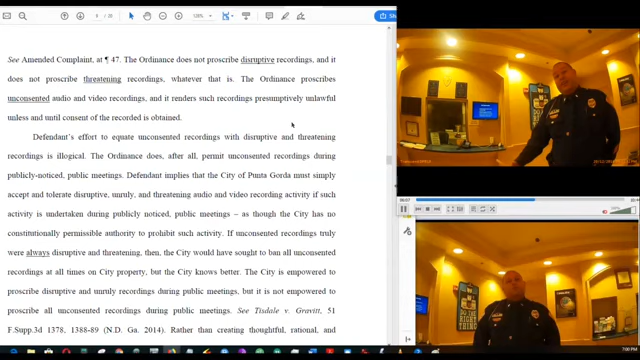 128%
Share
See Amended Complaint, at ¶ 47. The Ordinance does not proscribe disruptive recordings, and it
does not proscribe threatening recordings, whatever that is. The Ordinance proscribes
unconsented audio and video recordings, and it renders such recordings presumptively unlawful
unless and until consent of the recorded is obtained.
Defendant's effort to equate unconsented recordings with disruptive and threatening
recordings is illogical. The Ordinance does, after all, permit unconsented recordings during
publicly-noticed, public meetings. Defendant implies that the City of Punta Gorda must simply
accept and tolerate disruptive, unruly, and threatening audio and video recording activity if such
activity is undertaken during publicly noticed, public meetings – as though the City has no
constitutionally permissible authority to prohibit such activity. If unconsented recordings truly
were always disruptive and threatening, then, the City would have sought to ban all unconsented
recordings at all times on City property, but the City knows better. The City is empowered to
proscribe disruptive and unruly recordings during public meetings, but it is not empowered to
proscribe all unconsented recordings during public meetings. See Tisdale v. Gravitt, 51
F.Supp.3d 1378, 1388-89 (N.D. Ga. 2014). Rather than creating thoughtful, rational, and
DO THE
RIGHT
THING
7:00 PM